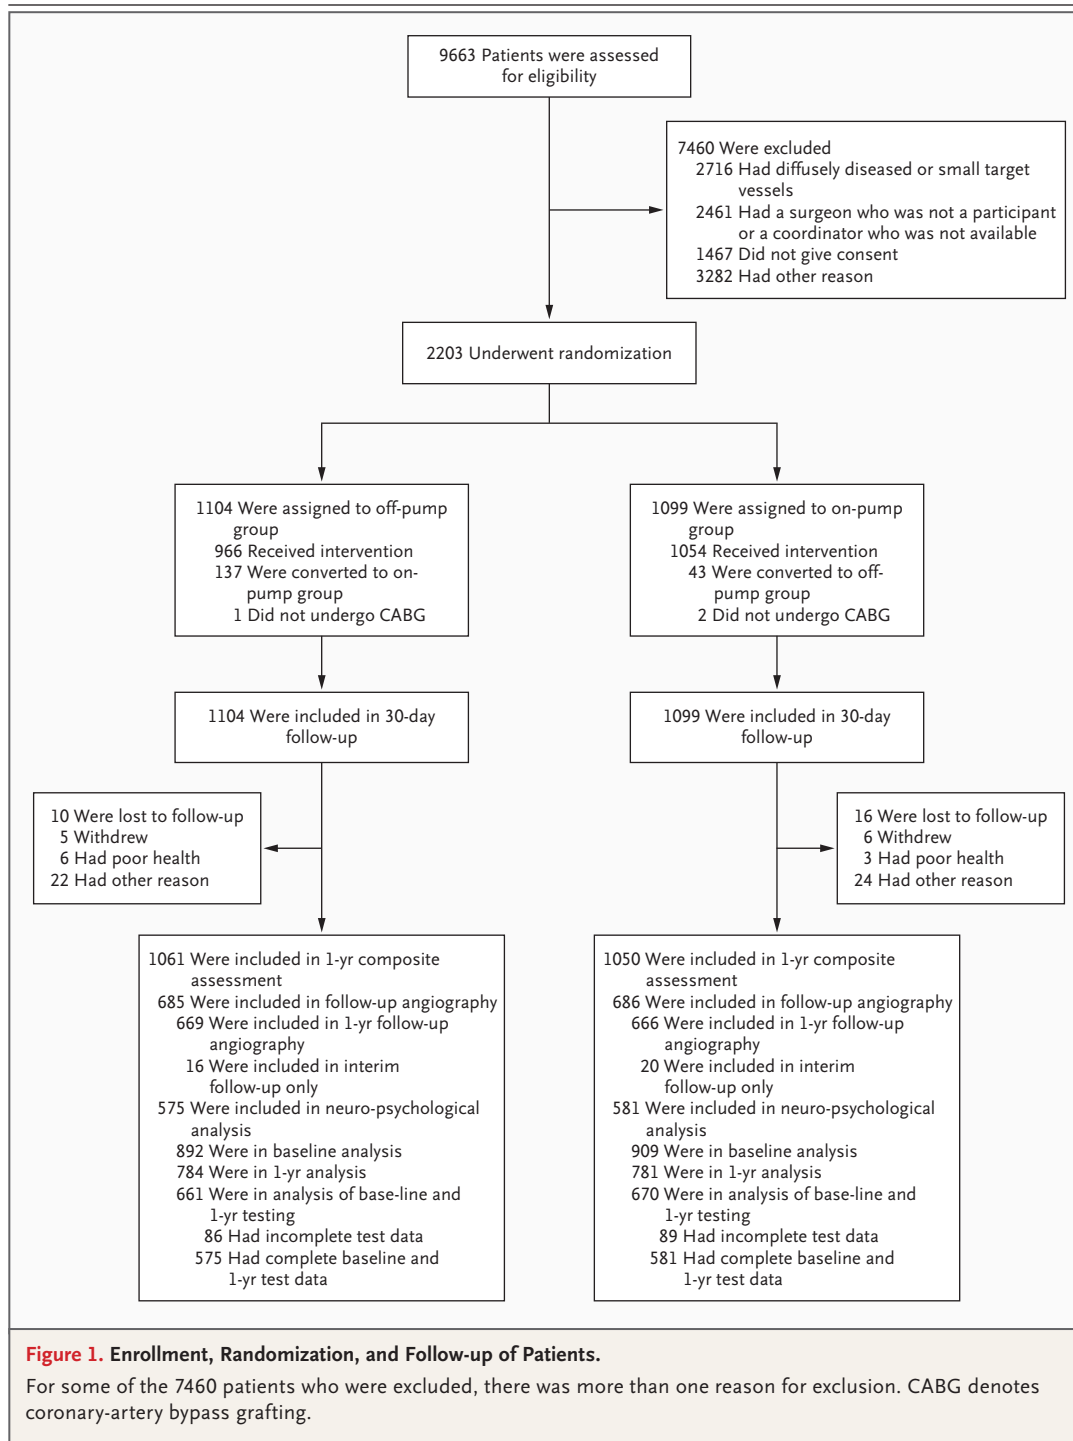 9663 Patients were assessed
for eligibility
7460 Were excluded
2716 Had diffusely diseased or small target
vessels
2461 Had a surgeon who was not a participant
or a coordinator who was not available
1467 Did not give consent
3282 Had other reason
2203 Underwent randomization
1104 Were assigned to off-pump
group
966 Received intervention
137 Were converted to on-
pump group
1 Did not undergo CABG
1099 Were assigned to on-pump
group
1054 Received intervention
43 Were converted to off-
pump group
2 Did not undergo CABG
1104 Were included in 30-day
follow-up
1099 Were included in 30-day
follow-up
10 Were lost to follow-up
5 Withdrew
6 Had poor health
22 Had other reason
16 Were lost to follow-up
6 Withdrew
3 Had poor health
24 Had other reason
1061 Were included in 1-yr composite
assessment
685 Were included in follow-up angiography
669 Were included in 1-yr follow-up
angiography
16 Were included in interim
follow-up only
575 Were included in neuro-psychological
analysis
892 Were in baseline analysis
784 Were in 1-yr analysis
661 Were in analysis of base-line and
1-yr testing
86 Had incomplete test data
575 Had complete baseline and
1-yr test data
1050 Were included in 1-yr composite
assessment
686 Were included in follow-up angiography
666 Were included in 1-yr follow-up
angiography
20 Were included in interim
follow-up only
581 Were included in neuro-psychological
analysis
909 Were in baseline analysis
781 Were in 1-yr analysis
670 Were in analysis of base-line and
1-yr testing
89 Had incomplete test data
581 Had complete baseline and
1-yr test data
Figure 1. Enrollment, Randomization, and Follow-up of Patients.
For some of the 7460 patients who were excluded, there was more than one reason for exclusion. CABG denotes
coronary-artery bypass grafting.